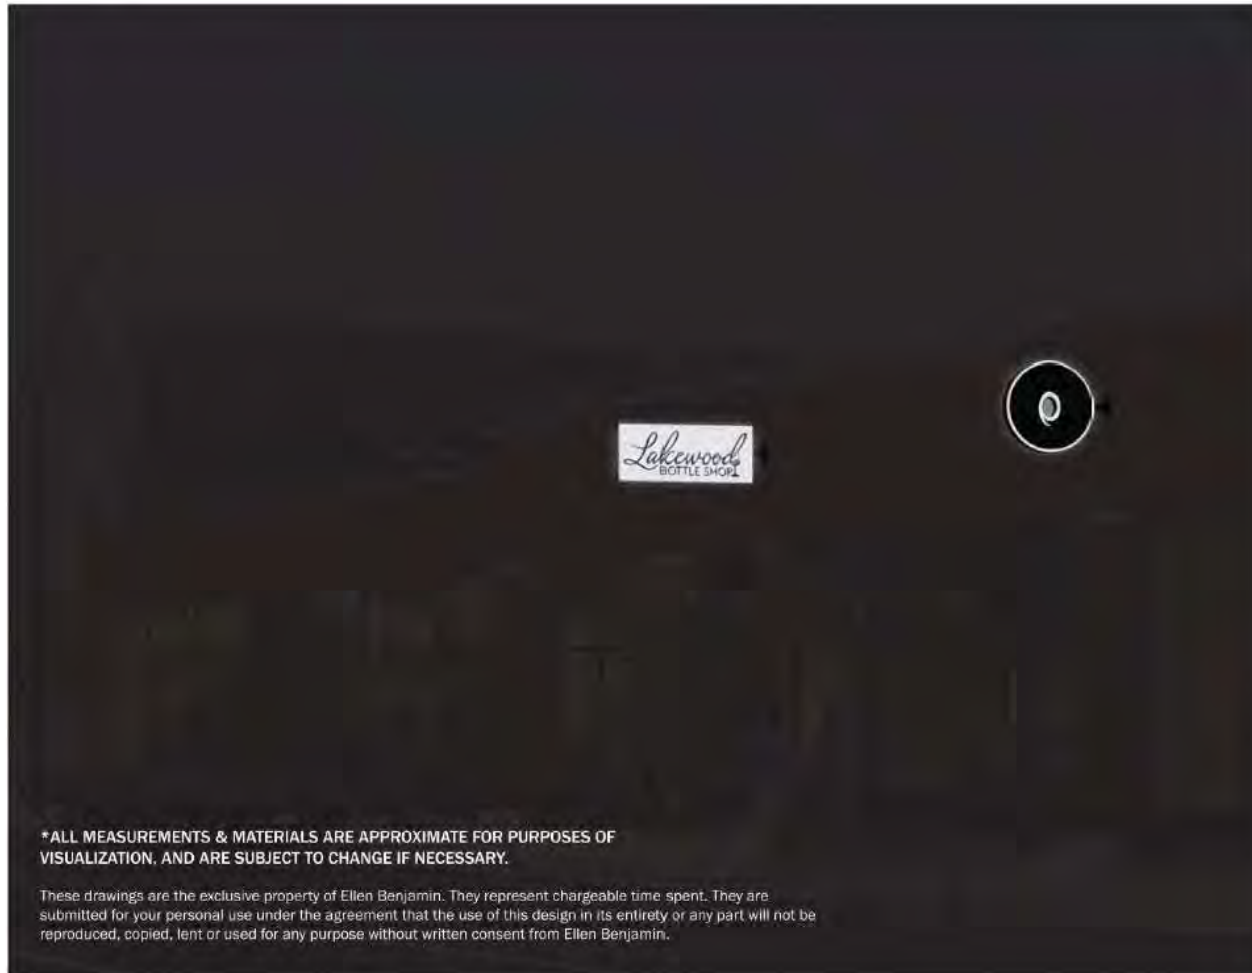 Lakewood
BOTTLE SHOP
*ALL MEASUREMENTS & MATERIALS ARE APPROXIMATE FOR PURPOSES OF
VISUALIZATION, AND ARE SUBJECT TO CHANGE IF NECESSARY.
These drawings are the exclusive property of Ellen Benjamin. They represent chargeable time spent. They are
submitted for your personal use under the agreement that the use of this design in its entirety or any part will not be
reproduced, copied, lent or used for any purpose without written consent from Ellen Benjamin.